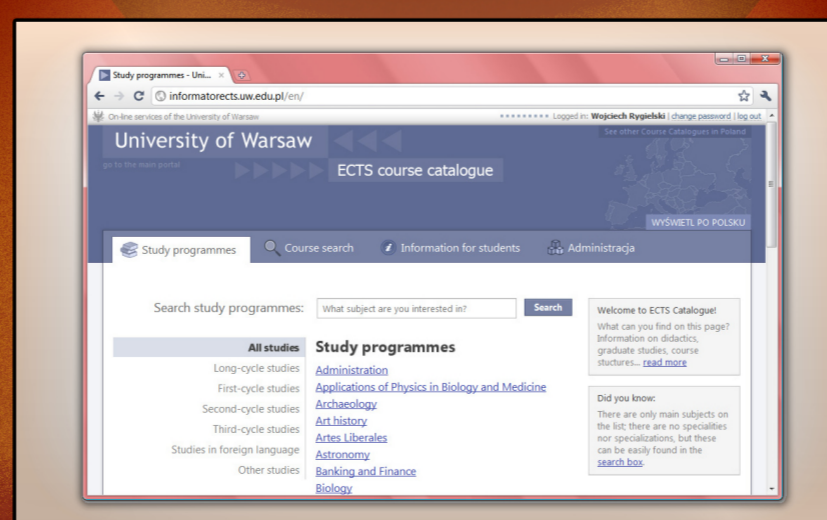 Study programmes - Uni...
informatorects.uw.edu.pl/en/
On-line services of the University of Warsaw
Logged in: Wojciech Rygielski | change password | log out
University of Warsaw
See other Course Catalogues in Poland
go to the main portal
ECTS course catalogue
WYŚWIETL PO POLSKU
Study programmes
Course search
Information for students
Administracja
Search study programmes:
What subject are you interested in?
Search
All studies
Long-cycle studies
First-cycle studies
Second-cycle studies
Third-cycle studies
Studies in foreign language
Other studies
Study programmes
Administration
Applications of Physics in Biology and Medicine
Archaeology
Art history
Artes Liberales
Astronomy
Banking and Finance
Biology
Welcome to ECTS Catalogue!
What can you find on this page?
Information on didactics,
graduate studies, course
stuctures... read more
Did you know:
There are only main subjects on
the list; there are no specialities
nor specializations, but these
can be easily found in the
search box.